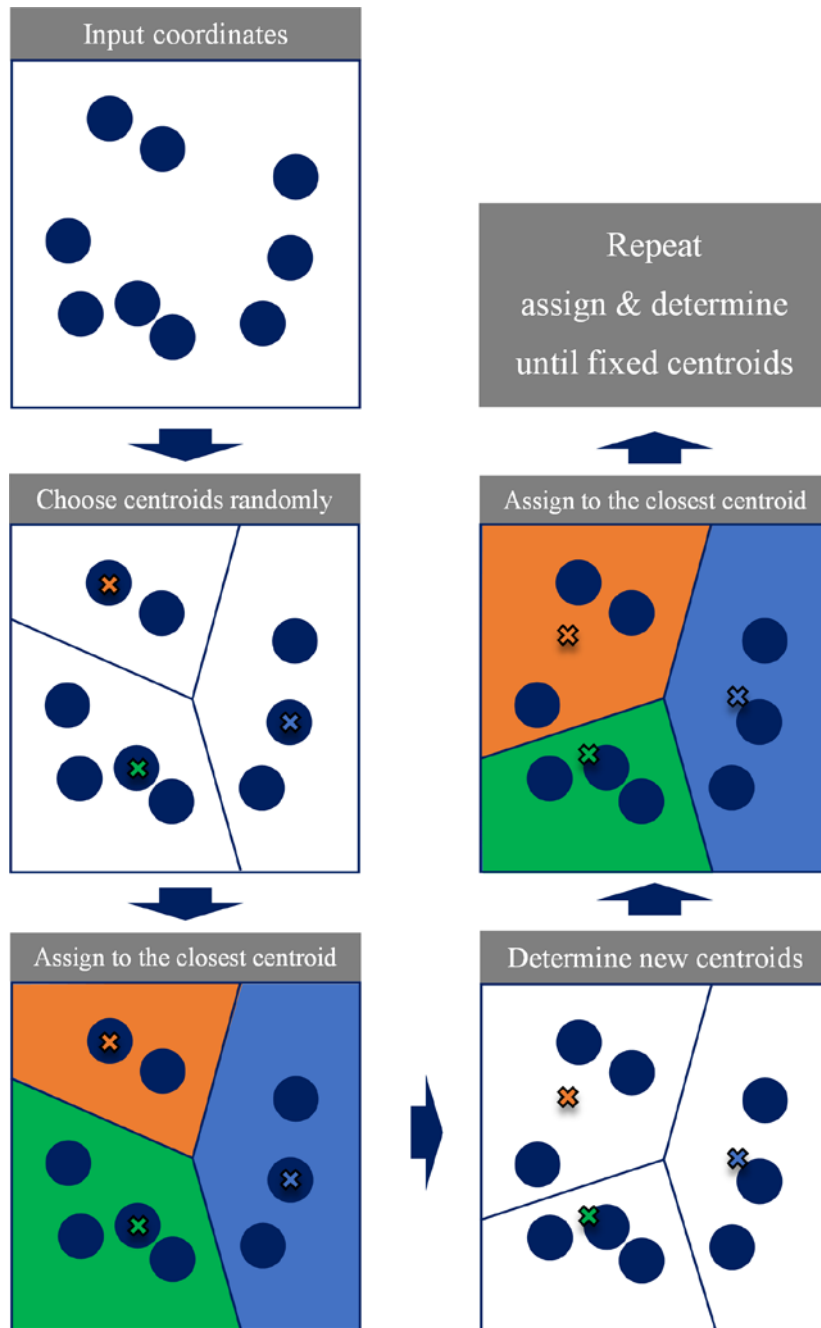 Input coordinates
Choose centroids randomly
Assign to the closest centroid
Determine new centroids
Assign to the closest centroid
Repeat
assign & determine
until fixed centroids